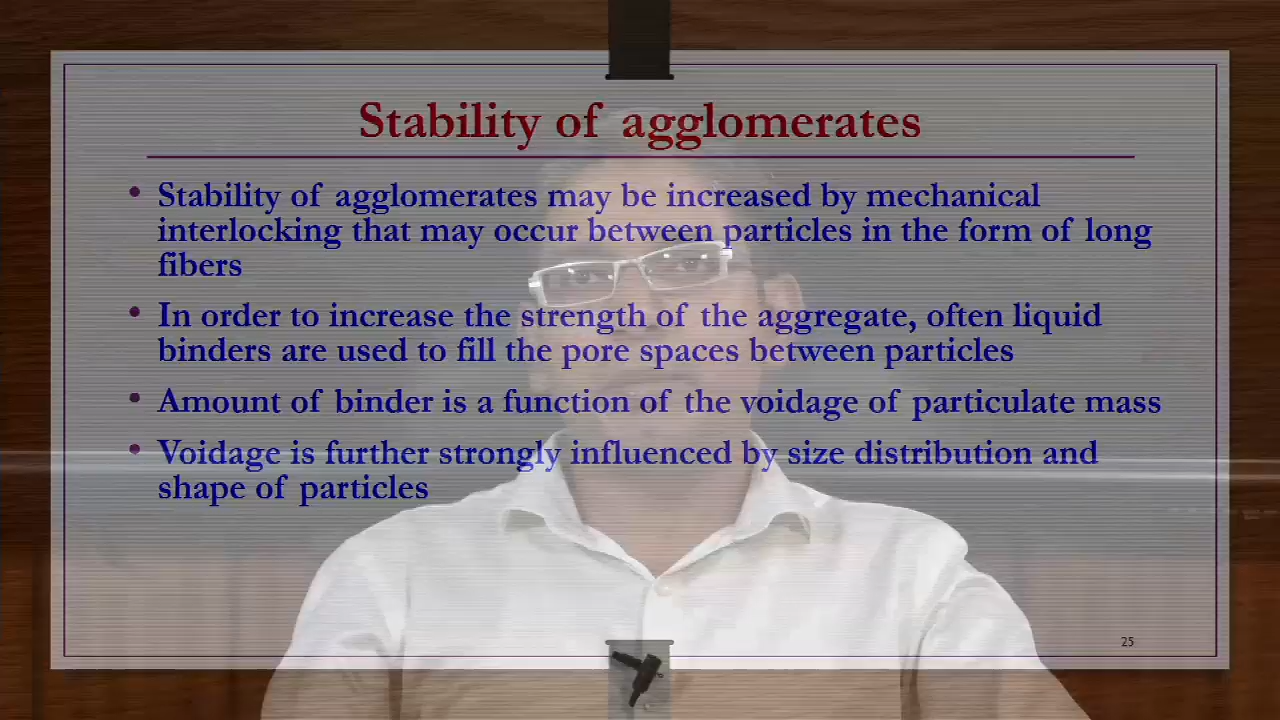 Stability of agglomerates
• Stability of agglomerates may be increased by mechanical
interlocking that may occur between particles in the form of long
fibers
• In order to increase the strength of the aggregate, often liquid
binders are used to fill the pore spaces between particles
• Amount of binder is a function of the voidage of particulate mass
• Voidage is further strongly influenced by size distribution and
shape of particles
25